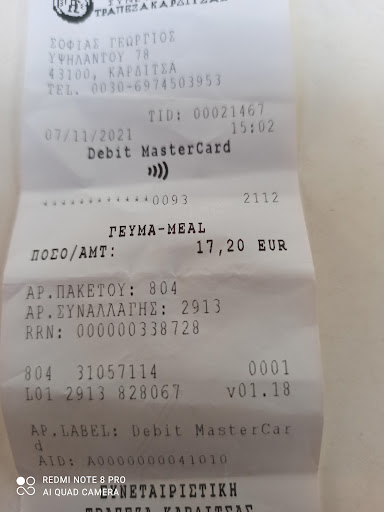 ΤΡΑΠΕΖΑ ΚΑΡΔΙΤΣΑΣ
ΣΟΦΙΑΣ ΓΕΩΡΓΙΟΣ
ΥΨΗΛΑΝΤΟΥ 78
43100, ΚΑΡΔΙΤΣΑ
TEL. 0030-6974503953
TID: 00021467
07/11/2021 15:02
Debit MasterCard
************0093 2112
ΓΕΥΜΑ-MEAL
ΠΟΣΟ/AMT: 17,20 EUR
ΑΡ.ΠΑΚΕΤΟΥ: 804
ΑΡ.ΣΥΝΑΛΛΑΓΗΣ: 2913
RRN: 000000338728
804 31057114 0001
L01 2913 828067 v01.18
AP.LABEL: Debit MasterCar
d
AID: A0000000041010
REDMI NOTE 8 PRO
AI QUAD CAMERA
ΣΥΝΕΤΑΙΡΙΣΤΙΚΗ
ΤΡΑΠΕΖΑ ΚΑΡΔΙΤΣΑΣ